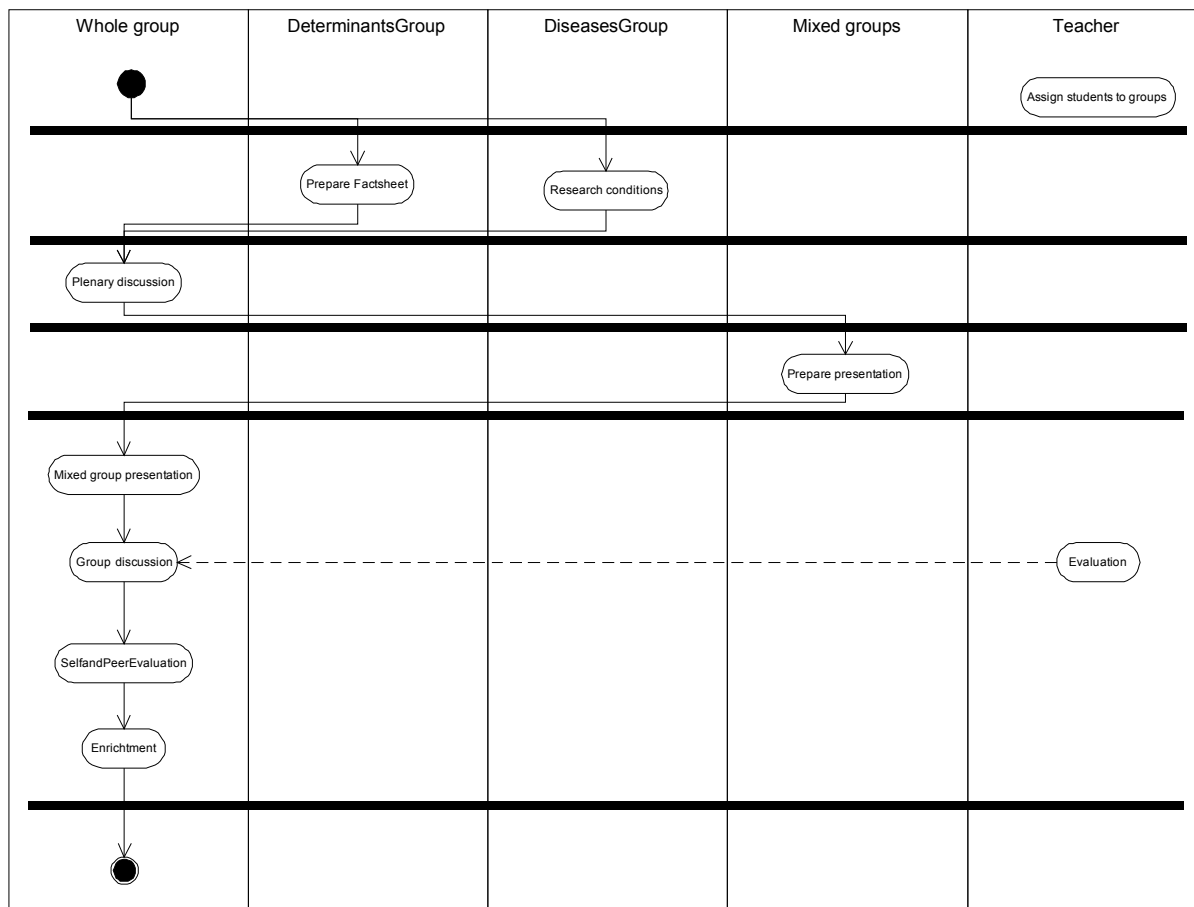 Whole group
DeterminantsGroup
DiseasesGroup
Mixed groups
Teacher
Assign students to groups
Prepare Factsheet
Research conditions
Plenary discussion
Prepare presentation
Mixed group presentation
Group discussion
Evaluation
SelfandPeerEvaluation
Enrichtment